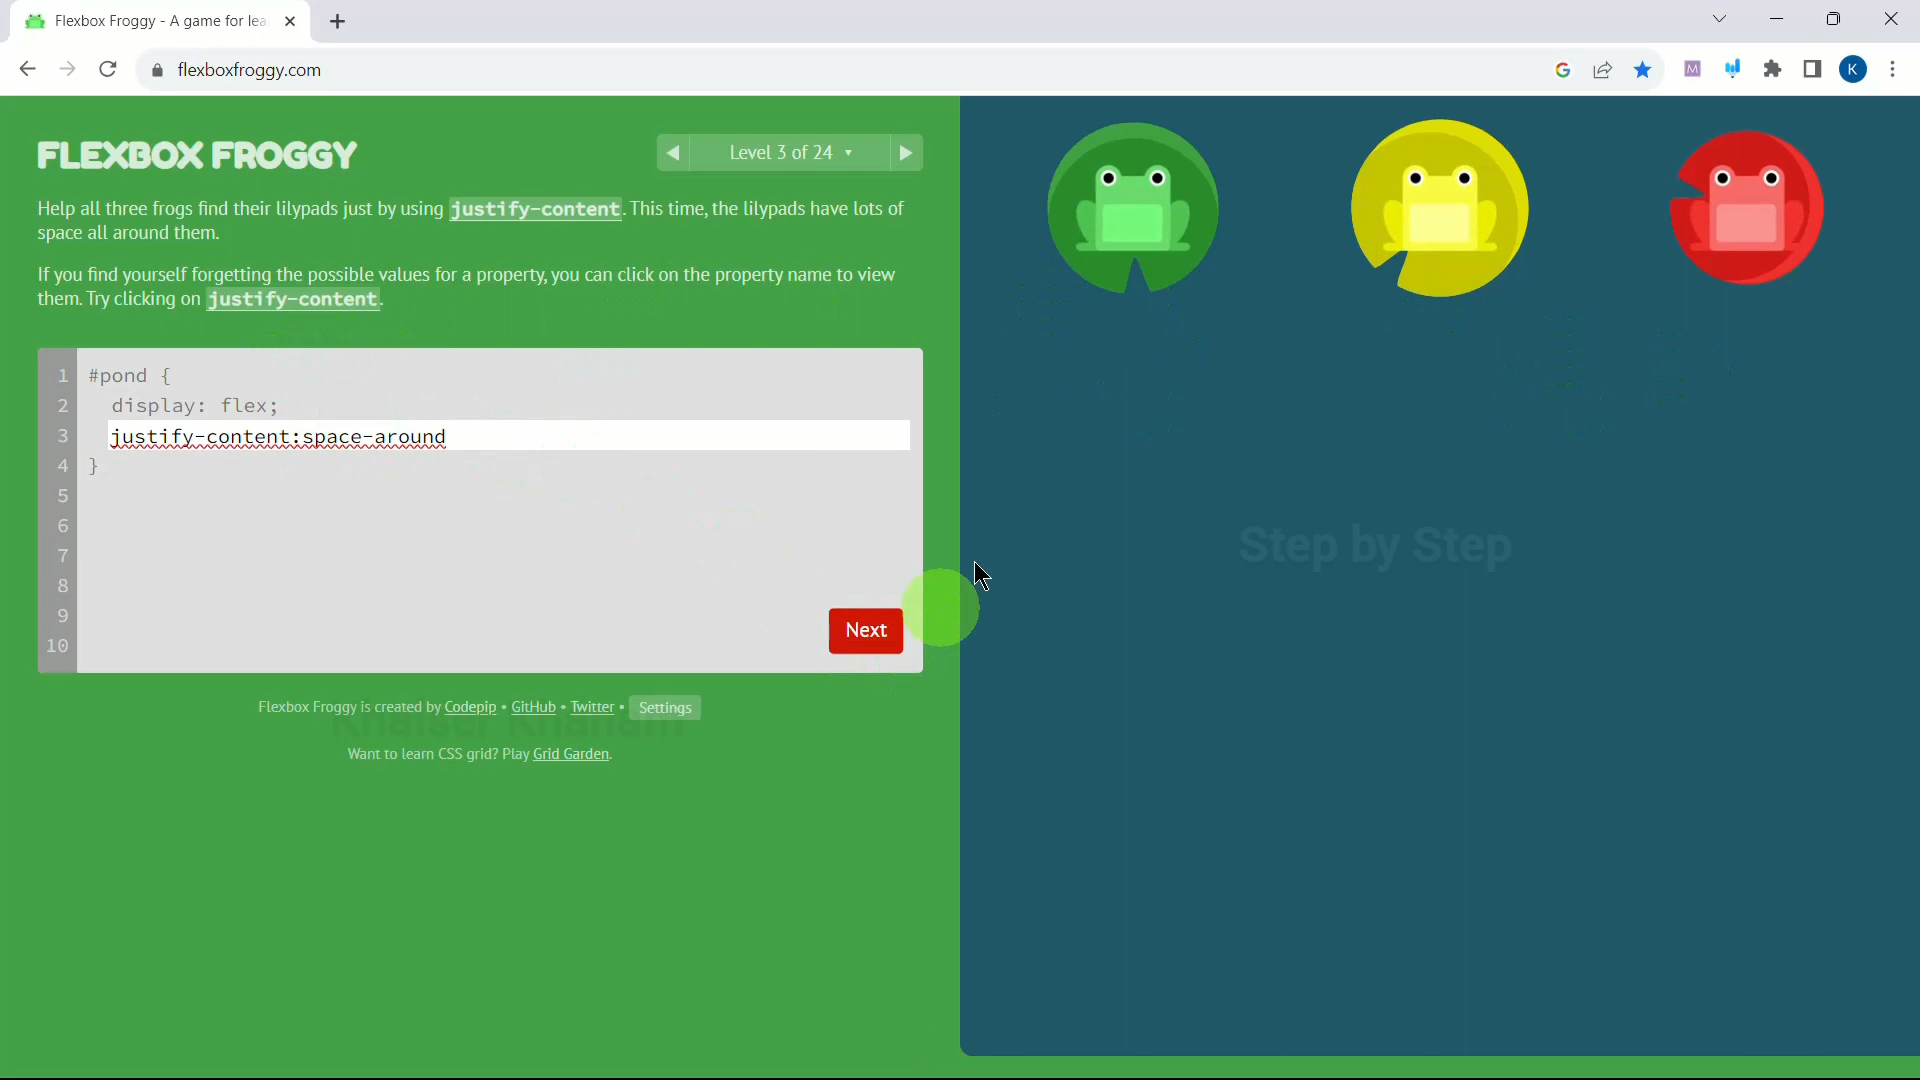 Flexbox Froggy - A game for lea
flexboxfroggy.com
K
M
FLEXBOX FROGGY
Level 3 of 24
Help all three frogs find their lilypads just by using justify-content. This time, the lilypads have lots of
space all around them.
If you find yourself forgetting the possible values for a property, you can click on the property name to view
them. Try clicking on justify-content.
1 #pond {
2 display: flex;
3 justify-content:space-around
4 }
5
6
7
8
9
10
Next
Step by Step
Flexbox Froggy is created by Codepip • GitHub • Twitter • Settings
Khaiser Khanam
Want to learn CSS grid? Play Grid Garden.